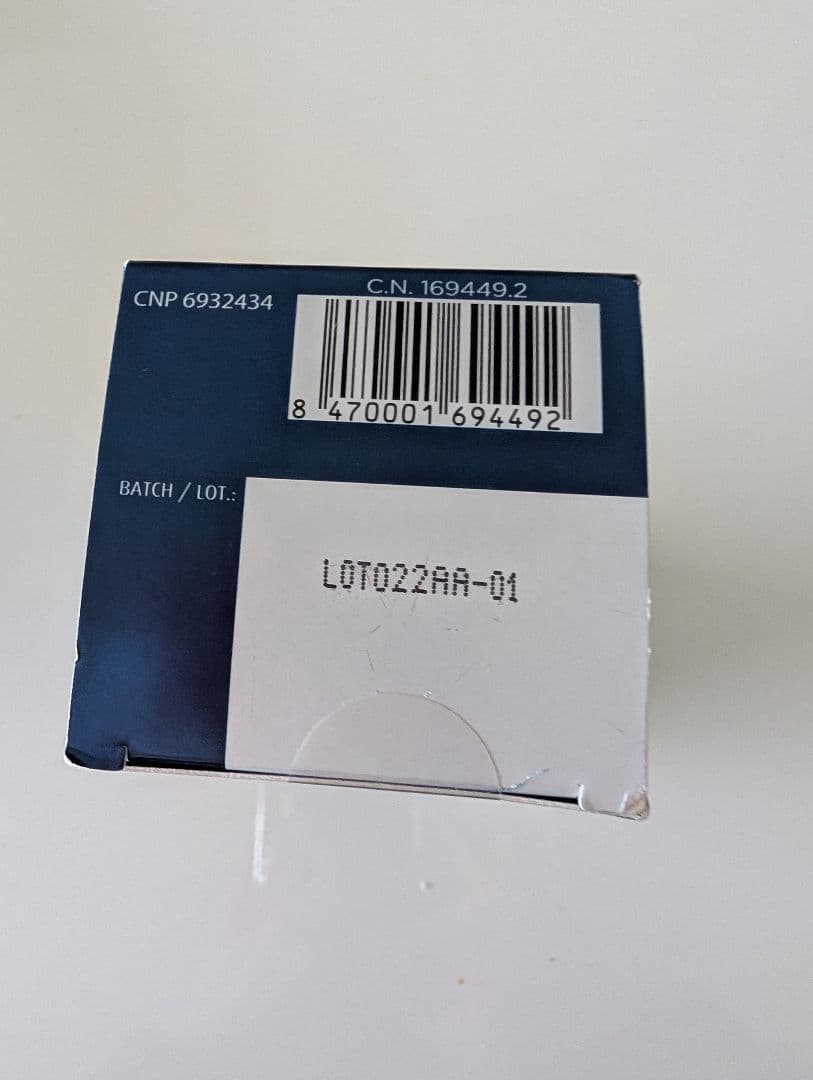 C.N. 169449.2
CNP 6932434
8 470001 694492
BATCH / LOT.:
LOT022AA-01